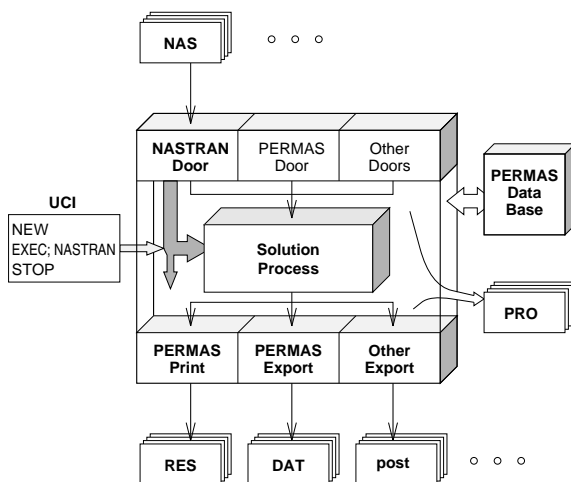 NAS
NASTRAN
Door
PERMAS
Door
Other
Doors
PERMAS
Data
Base
UCI
NEW
EXEC; NASTRAN
STOP
Solution
Process
PRO
PERMAS
Print
PERMAS
Export
Other
Export
RES
DAT
post